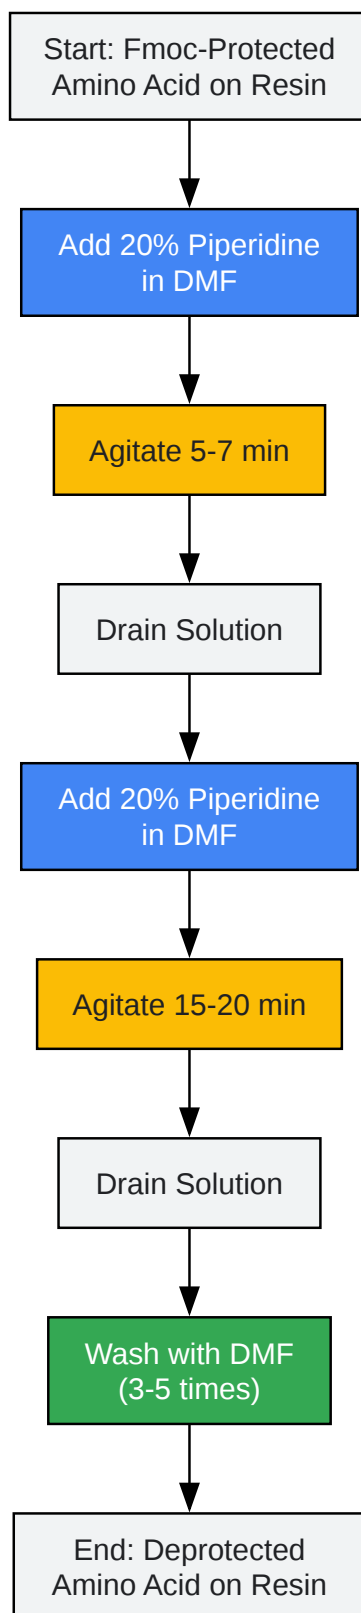 Start: Fmoc-Protected
Amino Acid on Resin
Add 20% Piperidine
in DMF
Agitate 5-7 min
Drain Solution
Add 20% Piperidine
in DMF
Agitate 15-20 min
Drain Solution
Wash with DMF
(3-5 times)
End: Deprotected
Amino Acid on Resin